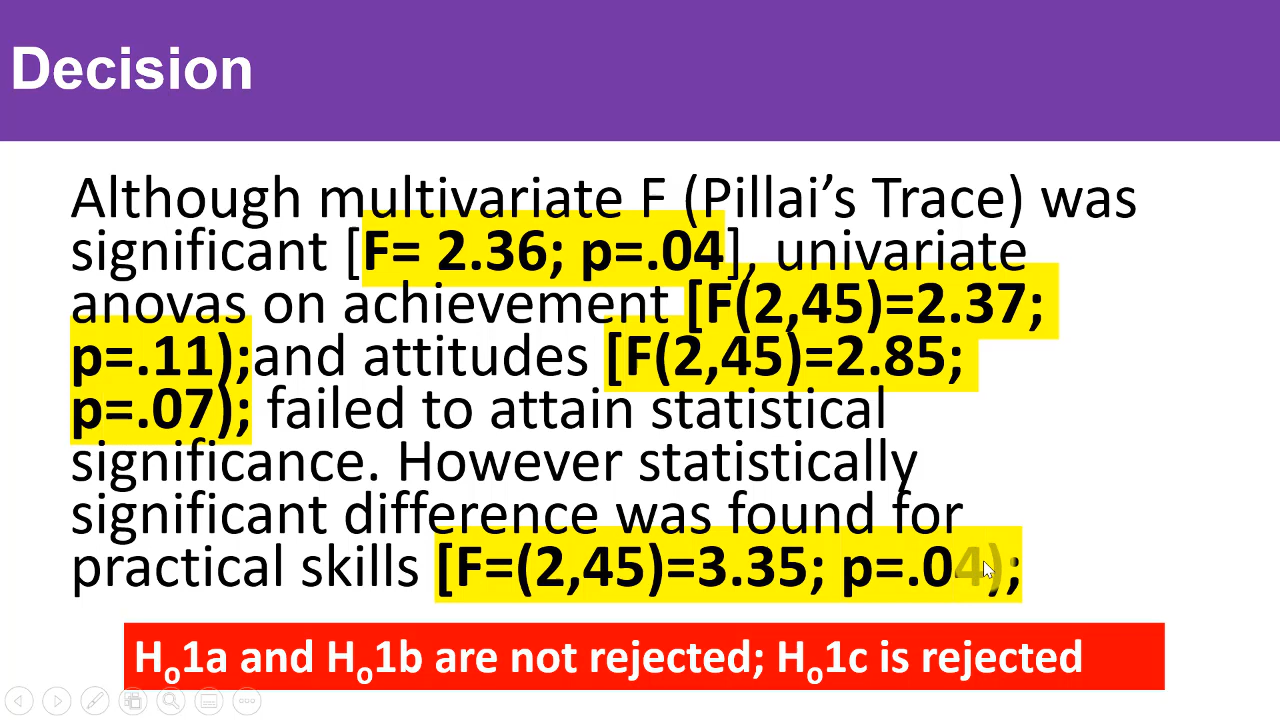 Decision
Although multivariate F (Pillai’s Trace) was
significant [F= 2.36; p=.04], univariate
anovas on achievement [F(2,45)=2.37;
p=.11);and attitudes [F(2,45)=2.85;
p=.07); failed to attain statistical
significance. However statistically
significant difference was found for
practical skills [F=(2,45)=3.35; p=.04);
Ho1a and Ho1b are not rejected; Ho1c is rejected